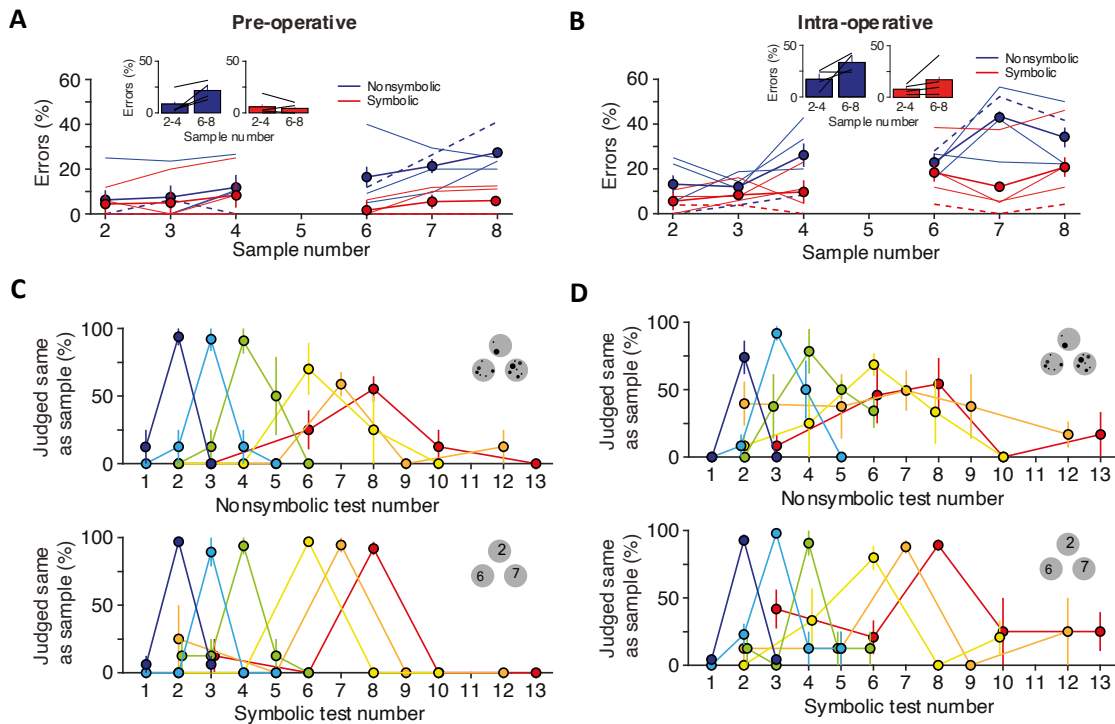 A
Pre-operative
Errors (%)
50
0
2-4 6-8 2-4 6-8
Sample number
Nonsymbolic
Symbolic
Errors (%)
60
40
20
0
2 3 4 5 6 7 8
Sample number
B
Intra-operative
Errors (%)
50
0
50
0
2-4 6-8 2-4 6-8
Sample number
Nonsymbolic
Symbolic
Errors (%)
60
40
20
0
2 3 4 5 6 7 8
Sample number
C
Judged same
as sample (%)
100
50
0
1 2 3 4 5 6 7 8 9 10 11 12 13
Nonsymbolic test number
Judged same
as sample (%)
100
50
0
2
6 7
1 2 3 4 5 6 7 8 9 10 11 12 13
Symbolic test number
D
Judged same
as sample (%)
100
50
0
1 2 3 4 5 6 7 8 9 10 11 12 13
Nonsymbolic test number
Judged same
as sample (%)
100
50
0
2
6 7
1 2 3 4 5 6 7 8 9 10 11 12 13
Symbolic test number